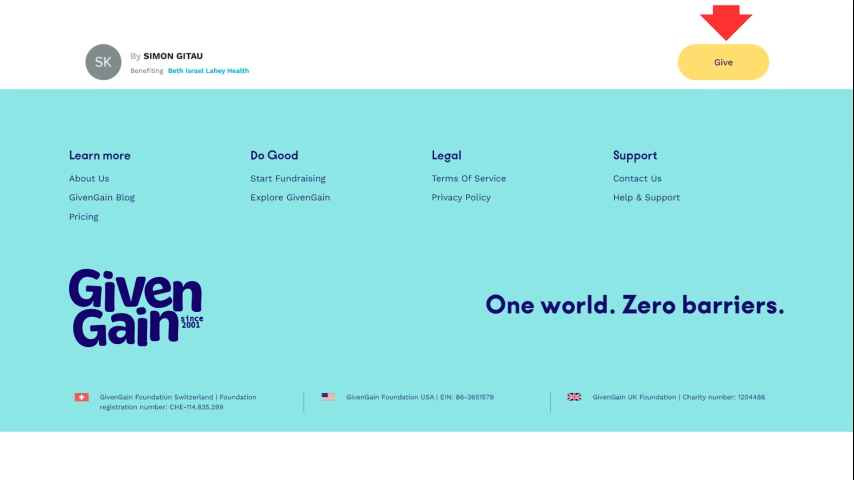 SK
By SIMON GITAU
Benefiting Beth Israel Lahey Health
Give
Learn more
About Us
GivenGain Blog
Pricing
Do Good
Start Fundraising
Explore GivenGain
Legal
Terms Of Service
Privacy Policy
Support
Contact Us
Help & Support
Given
Gain since
2001
One world. Zero barriers.
GivenGain Foundation Switzerland | Foundation
registration number: CHE-114.835.299
GivenGain Foundation USA | EIN: 86-3651579
GivenGain UK Foundation | Charity number: 1204486